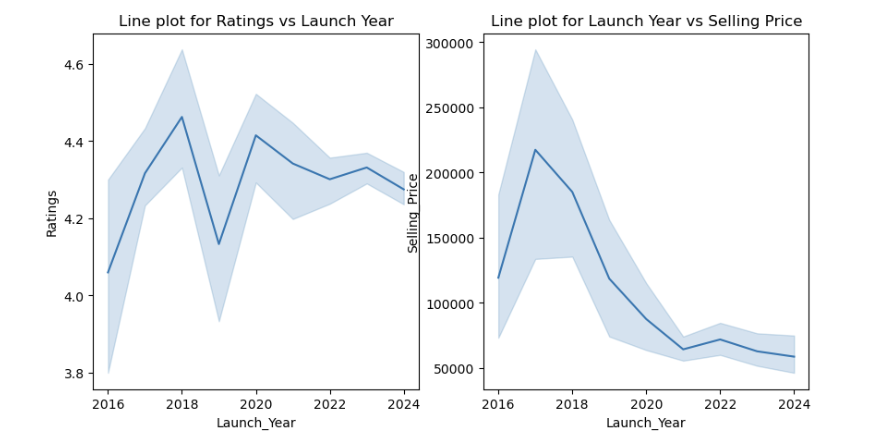 Line plot for Ratings vs Launch Year
4.6
4.4
4.2
4.0
3.8
Ratings
2016 2018 2020 2022 2024
Launch_Year
Line plot for Launch Year vs Selling Price
300000
250000
200000
150000
100000
50000
Selling_Price
2016 2018 2020 2022 2024
Launch_Year